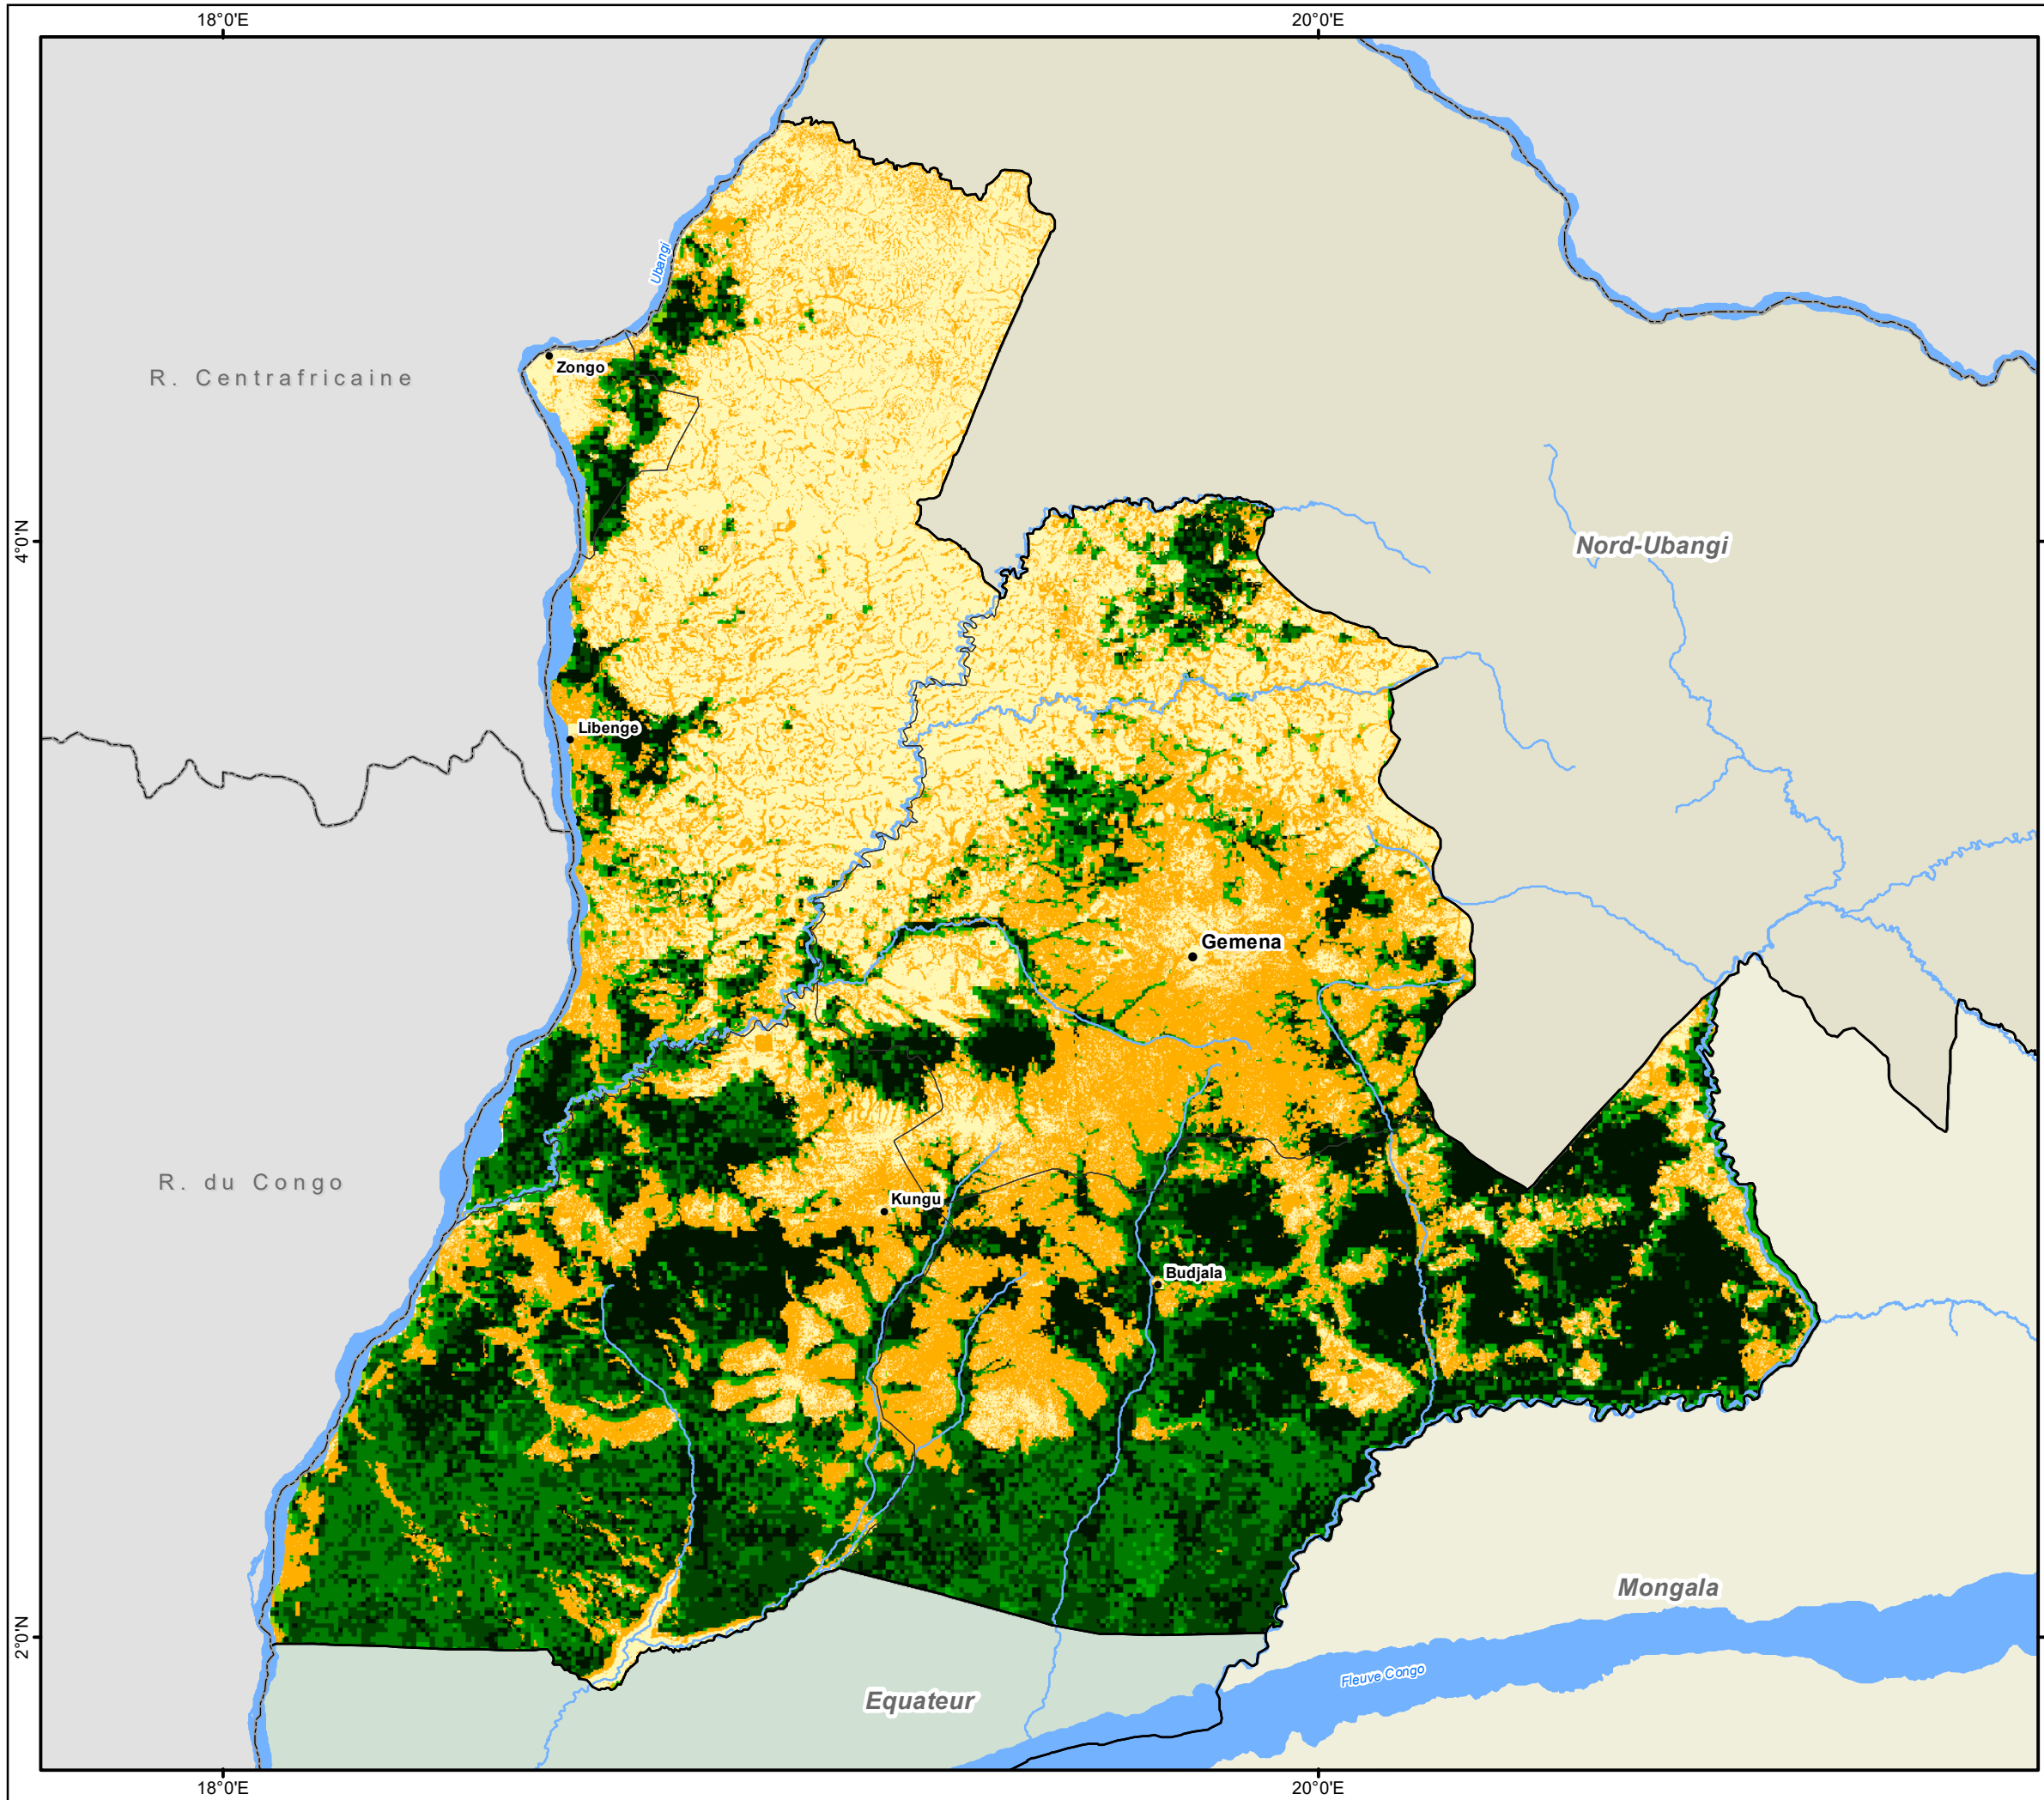 18°0'E
20°0'E
Ubangi
Zongo
R. Centrafricaine
4°0'N
Nord-Ubangi
Libenge
Gemena
R. du Congo
Kungu
Budjala
Mongala
2°0'N
Fleuve Congo
Equateur
18°0'E
20°0'E